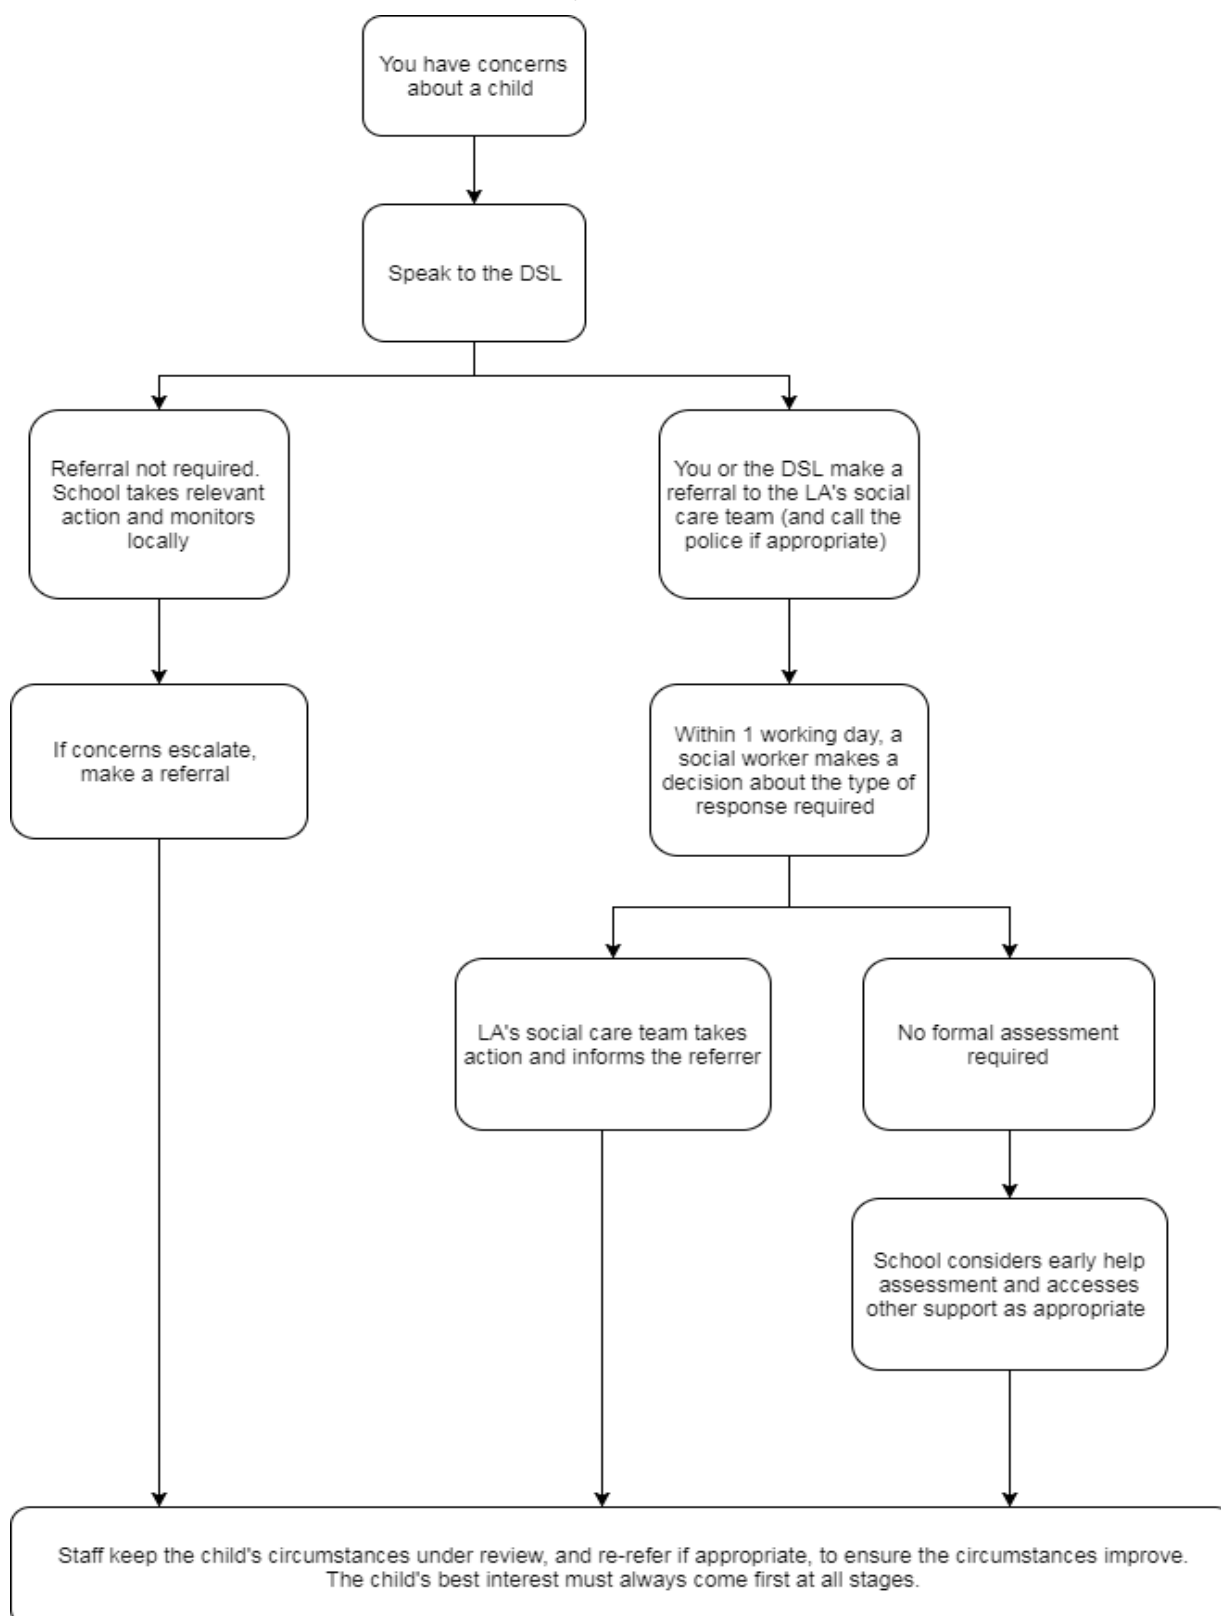 You have concerns
about a child
Speak to the DSL
Referral not required.
School takes relevant
action and monitors
locally
You or the DSL make a
referral to the LA's social
care team (and call the
police if appropriate)
If concerns escalate,
make a referral
Within 1 working day, a
social worker makes a
decision about the type of
response required
LA's social care team takes
action and informs the referrer
No formal assessment
required
School considers early help
assessment and accesses
other support as appropriate
Staff keep the child's circumstances under review, and re-refer if appropriate, to ensure the circumstances improve.
The child's best interest must always come first at all stages.